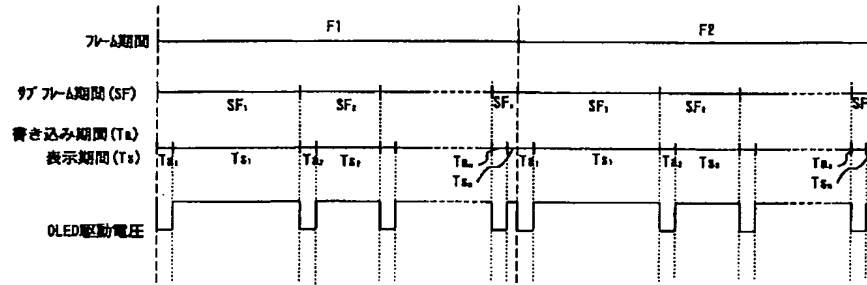 F1 F2
フレーム期間
サブフレーム期間(SF)
SF₁ SF₂ SFₙ SF₁ SF₂ SF
書き込み期間(Ta)
表示期間(Ts)
Ta₁ Ts₁ Ta₂ Ts₂ Taₙ Ta₁ Ts₁ Ta₂ Ts₂ Taₙ
Tsₙ Tsₙ
OLED駆動電圧